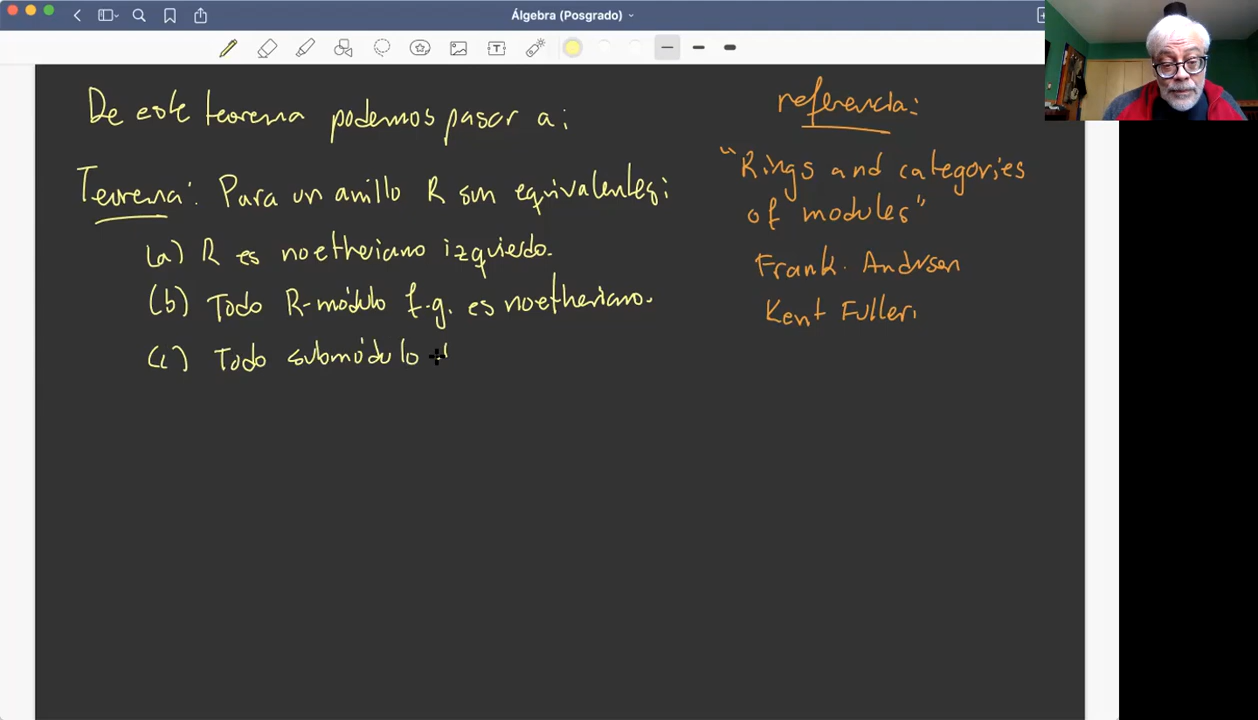 Álgebra (Posgrado)
De este teorema podemos pasar a:
Teorema: Para un anillo R son equivalentes:
(a) R es noetheriano izquierdo.
(b) Todo R-módulo f.g. es noetheriano.
(c) Todo submódulo
referencia:
"Rings and categories
of modules"
Frank. Anderson
Kent Fuller.